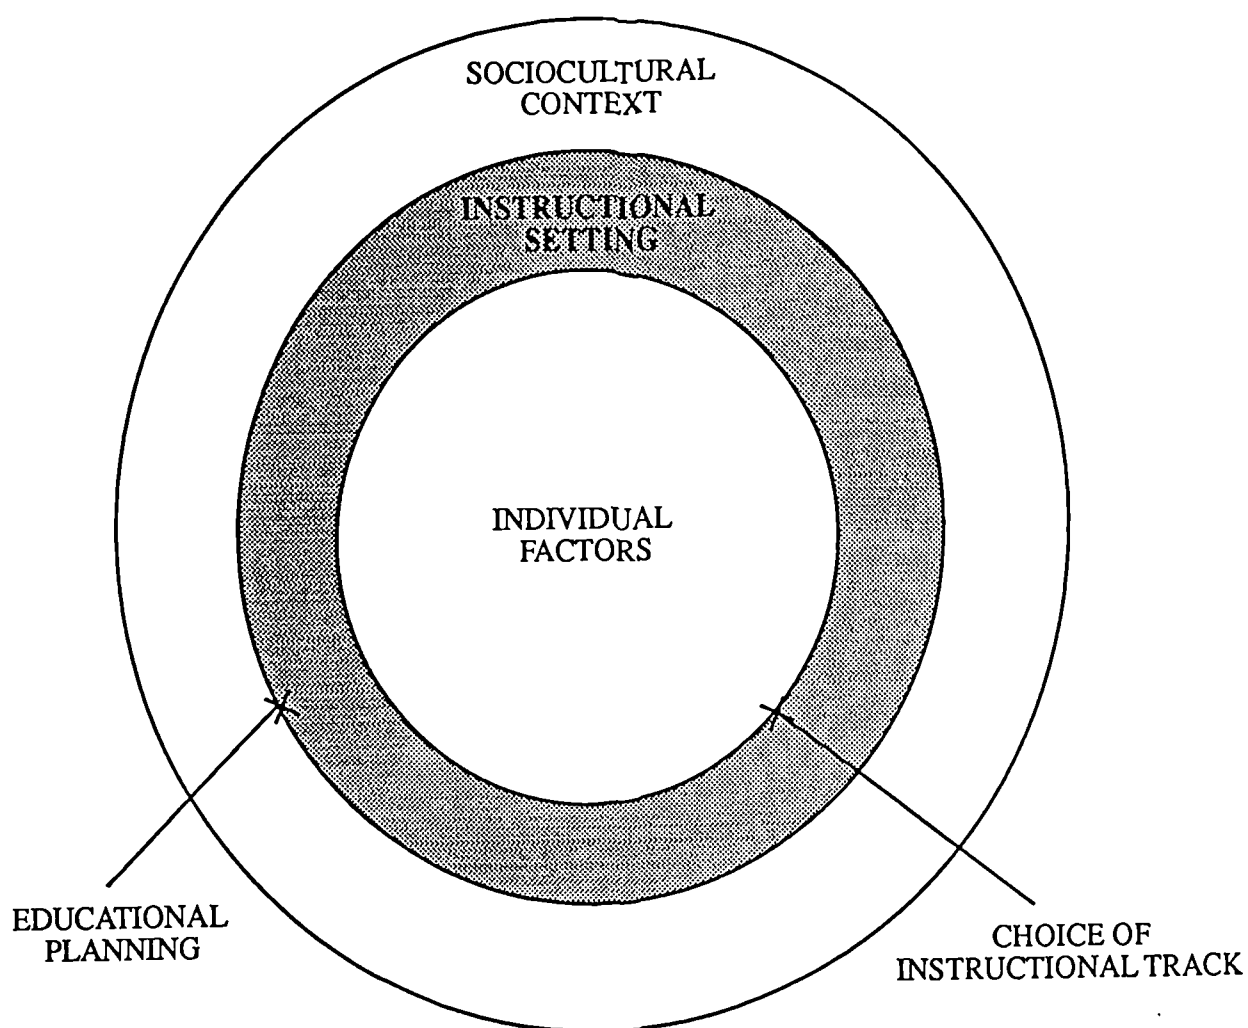 SOCIOCULTURAL
CONTEXT
INSTRUCTIONAL
SETTING
INDIVIDUAL
FACTORS
EDUCATIONAL
PLANNING
CHOICE OF
INSTRUCTIONAL TRACK